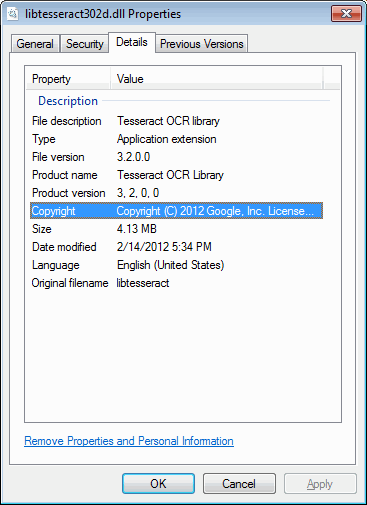 libtesseract302d.dll Properties
General Security Details Previous Versions
Property Value
Description
File description Tesseract OCR library
Type Application extension
File version 3.2.0.0
Product name Tesseract OCR Library
Product version 3, 2, 0, 0
Copyright Copyright (C) 2012 Google, Inc. License...
Size 4.13 MB
Date modified 2/14/2012 5:34 PM
Language English (United States)
Original filename libtesseract
Remove Properties and Personal Information
OK Cancel Apply